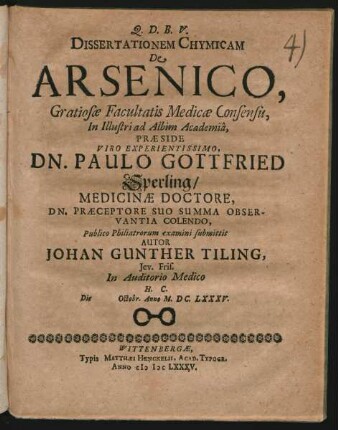 Q. D. B. V.
4)
DISSERTATIONEM CHYMICAM
De
ARSENICO,
Gratiosæ Facultatis Medicæ Consensu,
In Illustri ad Albim Academiâ,
PRÆSIDE
VIRO EXPERIENTISSIMO,
DN. PAULO GOTTFRIED
Sperling/
MEDICINÆ DOCTORE,
DN. PRÆCEPTORE SUO SUMMA OBSER-
VANTIA COLENDO,
Publico Philiatrorum examini submittit
AUTOR
JOHAN GUNTHER TILING,
Jev. Fris.
In Auditorio Medico
H. C.
Die Octobr. Anno M. DC. LXXXV.
WITTENBERGÆ,
Typis MATTHÆI HENCKELII, ACAD. TYPOGR.
ANNO cIɔ Iɔc LXXXV.